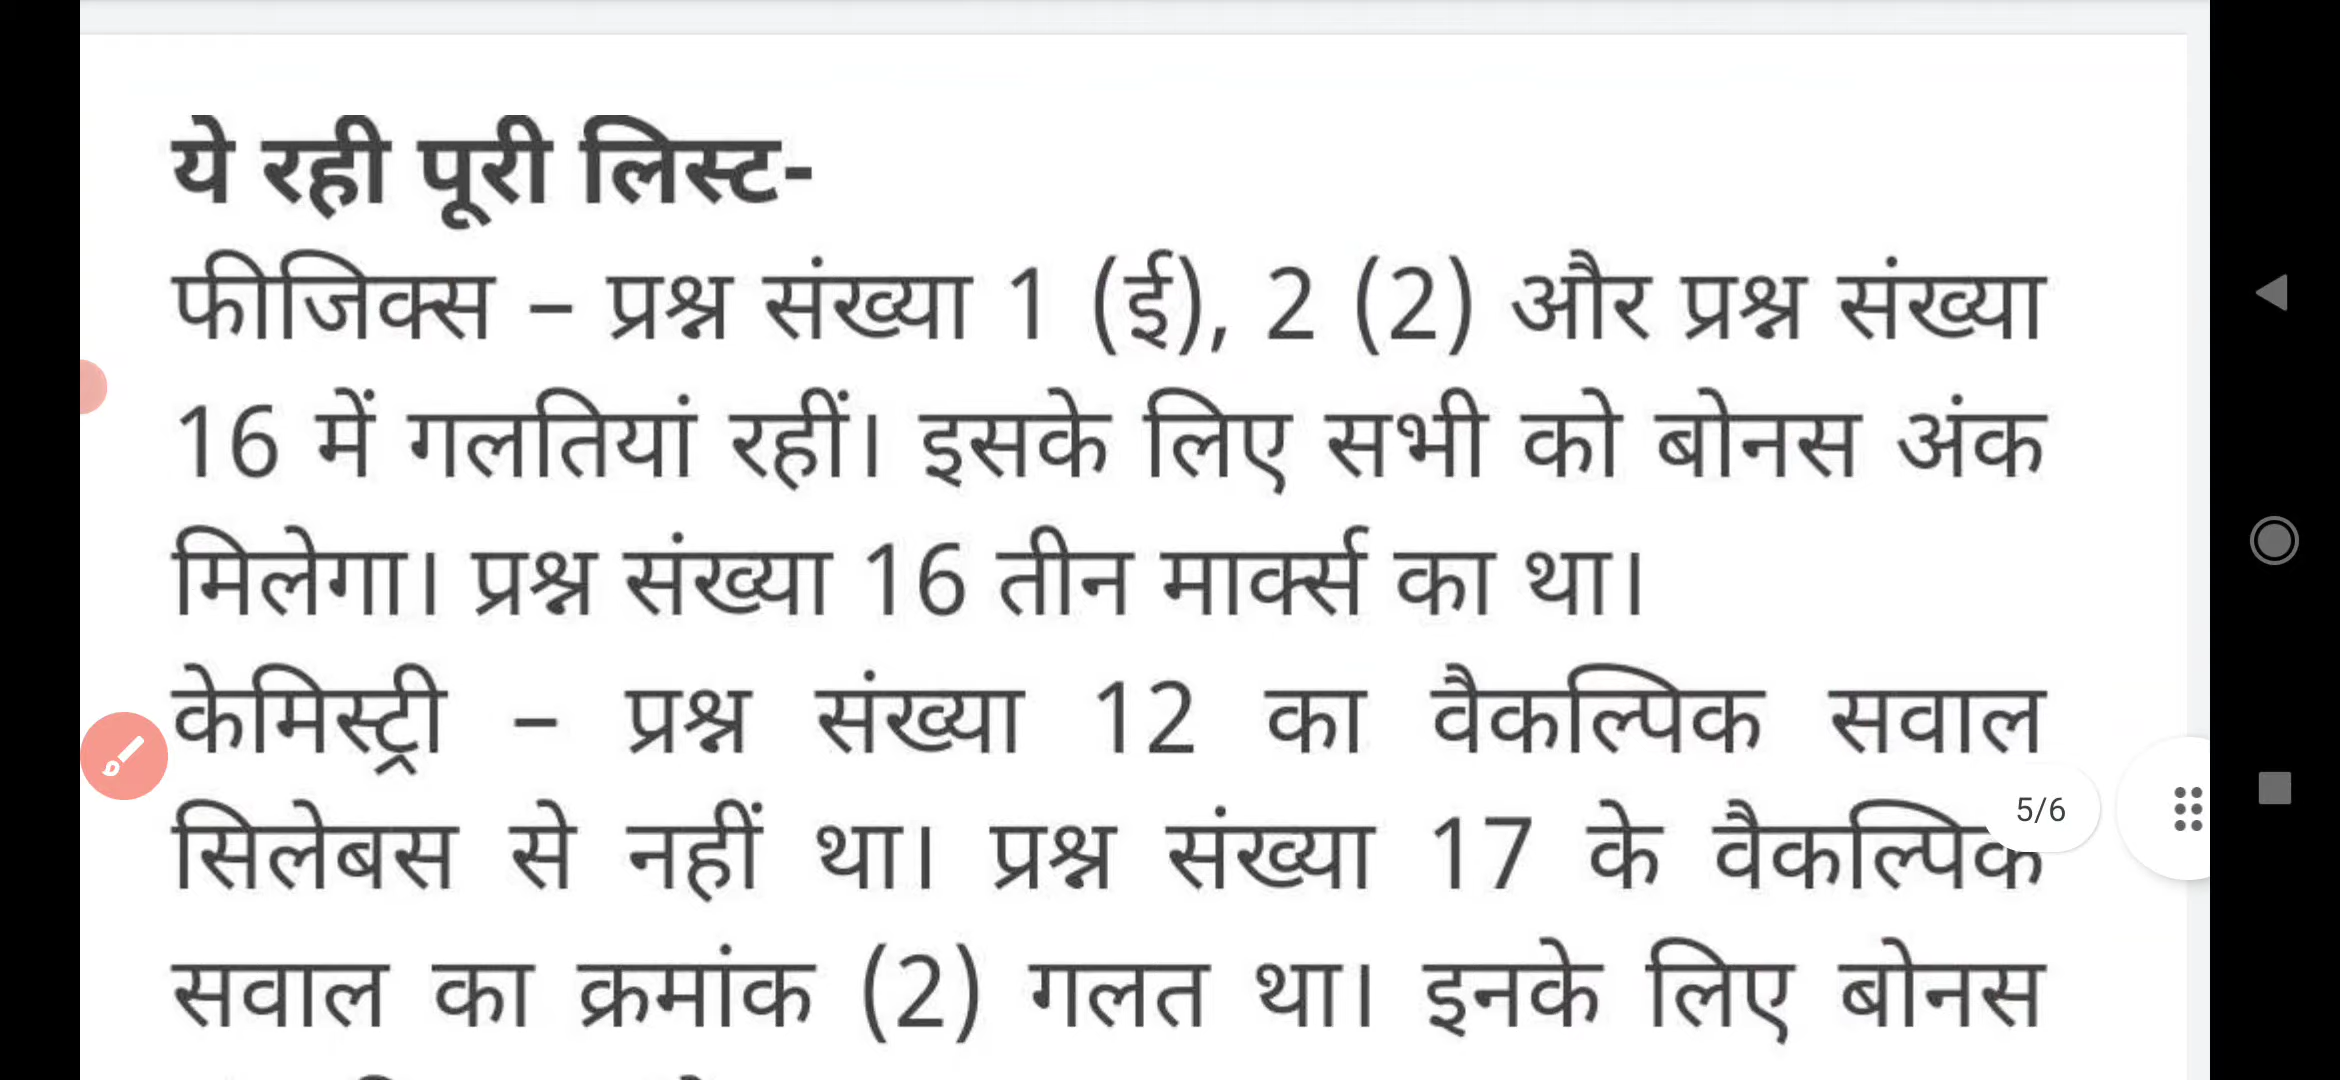 ये रही पूरी लिस्ट-
फीजिक्स – प्रश्न संख्या 1 (ई), 2 (2) और प्रश्न संख्या
16 में गलतियां रहीं। इसके लिए सभी को बोनस अंक
मिलेगा। प्रश्न संख्या 16 तीन मार्क्स का था।
केमिस्ट्री – प्रश्न संख्या 12 का वैकल्पिक सवाल
5/6
सिलेबस से नहीं था। प्रश्न संख्या 17 के वैकल्पिक
सवाल का क्रमांक (2) गलत था। इनके लिए बोनस